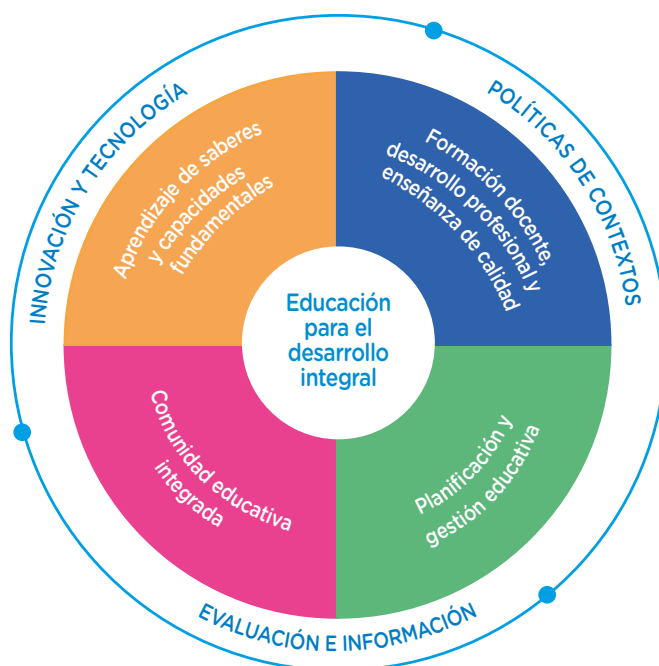 INNOVACIÓN Y TECNOLOGÍA
POLÍTICAS DE CONTEXTOS
Aprendizaje de saberes
y capacidades
fundamentales
Formación docente,
desarrollo profesional y
enseñanza de calidad
Educación
para el
desarrollo
integral
Comunidad educativa
integrada
Planificación y
gestión educativa
EVALUACIÓN E INFORMACIÓN